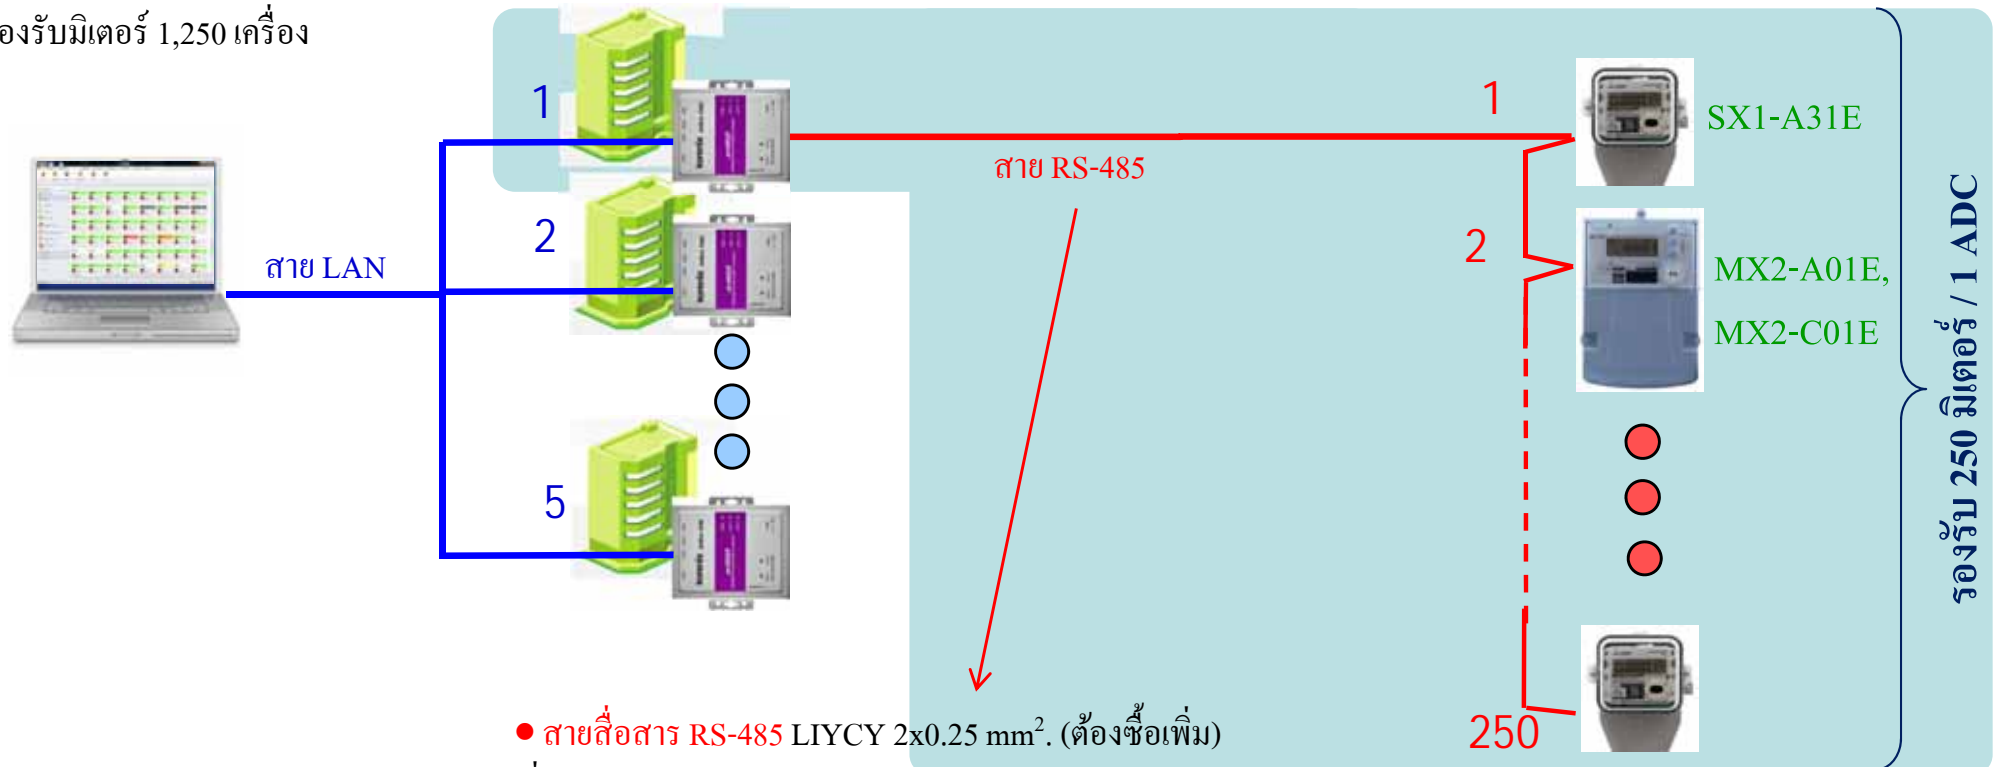 องรับมิเตอร์ 1,250 เครื่อง
1
2
5
สาย LAN
สาย RS-485
1
2
250
SX1-A31E
MX2-A01E,
MX2-C01E
รองรับ 250 มิเตอร์ / 1 ADC
• สายสื่อสาร RS-485 LIYCY 2x0.25 mm². (ต้องซื้อเพิ่ม)